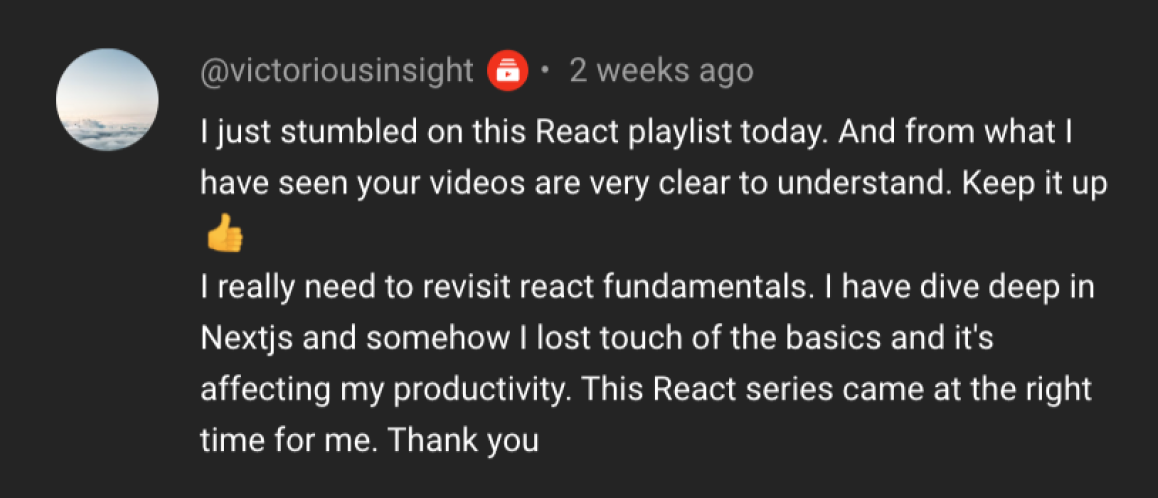 @victoriousinsight • 2 weeks ago
I just stumbled on this React playlist today. And from what I
have seen your videos are very clear to understand. Keep it up
👍
I really need to revisit react fundamentals. I have dive deep in
Nextjs and somehow I lost touch of the basics and it's
affecting my productivity. This React series came at the right
time for me. Thank you